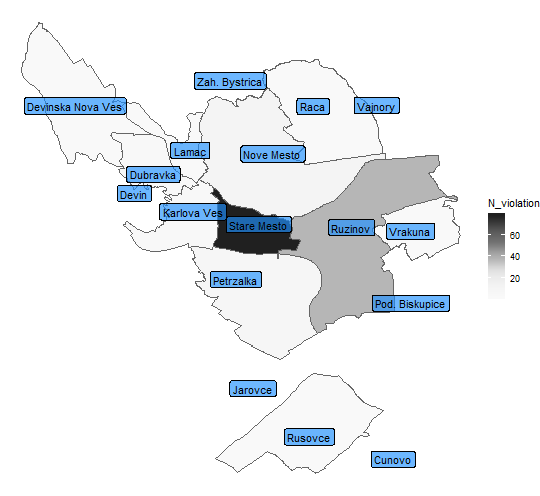 Zah. Bystrica
Devinska Nova Ves
Raca
Vajnory
Lamac
Nove Mesto
Dubravka
Devin
Karlova Ves
Stare Mesto
Ruzinov
Vrakuna
Petrzalka
Pod. Biskupice
Jarovce
Rusovce
Cunovo
N_violation
60
40
20